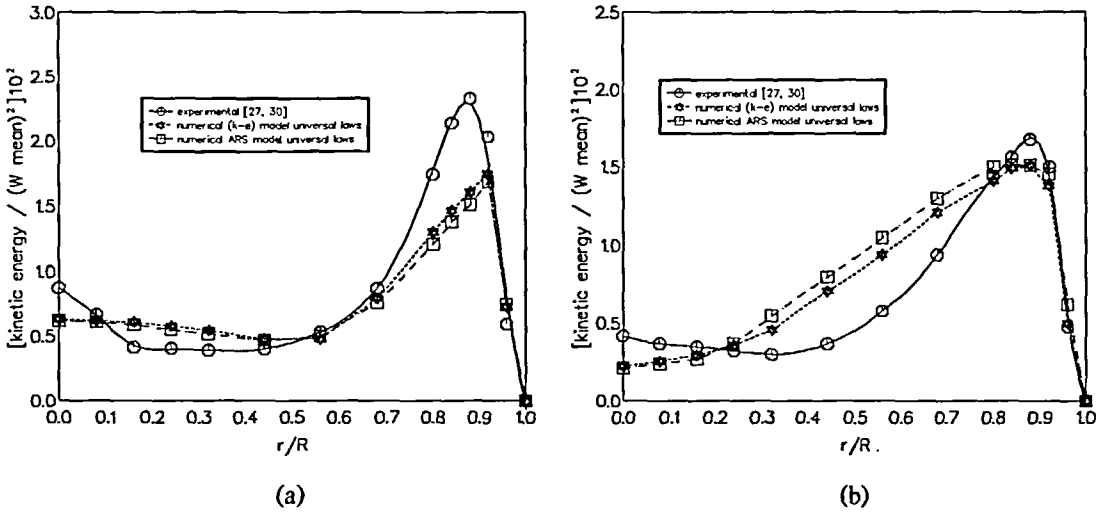 [kinetic energy / (W mean)²]10⁻²
3.0
2.5
2.0
1.5
1.0
0.5
0.0
experimental [27, 30]
numerical (k-e) model universal laws
numerical ARS model universal laws
0.0 0.1 0.2 0.3 0.4 0.5 0.6 0.7 0.8 0.9 1.0
r/R
(a)
[kinetic energy / (W mean)²]10⁻²
2.5
2.0
1.5
1.0
0.5
0.0
experimental [27, 30]
numerical (k-e) model universal laws
numerical ARS model universal laws
0.0 0.1 0.2 0.3 0.4 0.5 0.6 0.7 0.8 0.9 1.0
r/R.
(b)